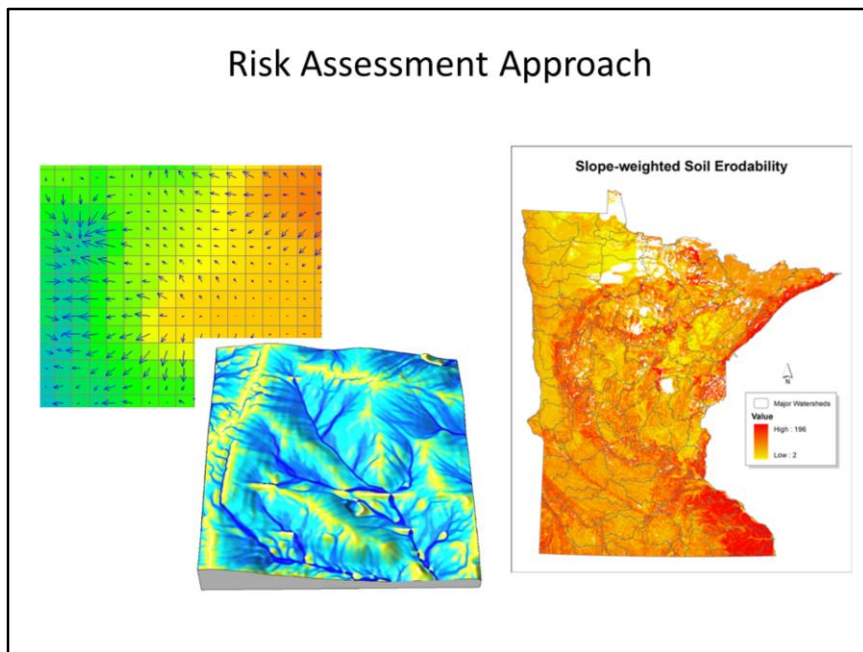 Risk Assessment Approach
Slope-weighted Soil Erodability
N
Major Watersheds
Value
High : 196
Low : 2